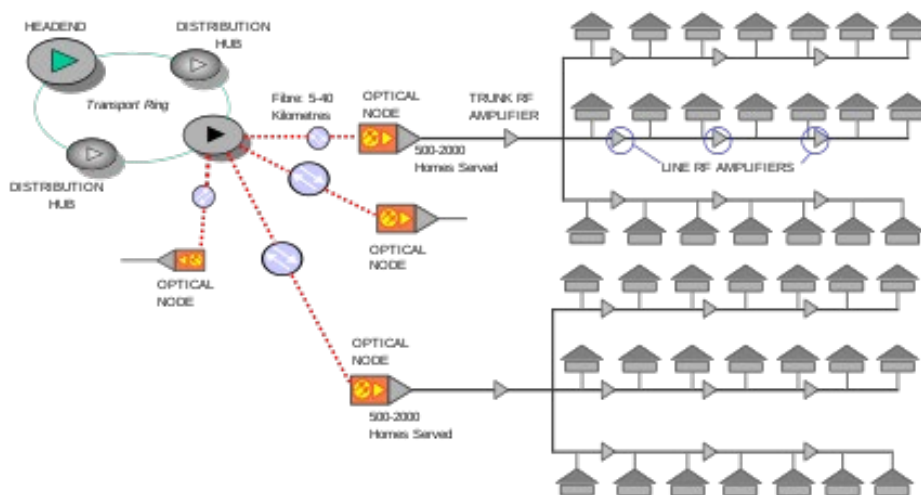 HEADEND
DISTRIBUTION
HUB
Transport Ring
Fibre: 5-40
Kilometres
OPTICAL
NODE
TRUNK RF
AMPLIFIER
500-2000
Homes Served
LINE RF AMPLIFIERS
DISTRIBUTION
HUB
OPTICAL
NODE
OPTICAL
NODE
OPTICAL
NODE
500-2000
Homes Served